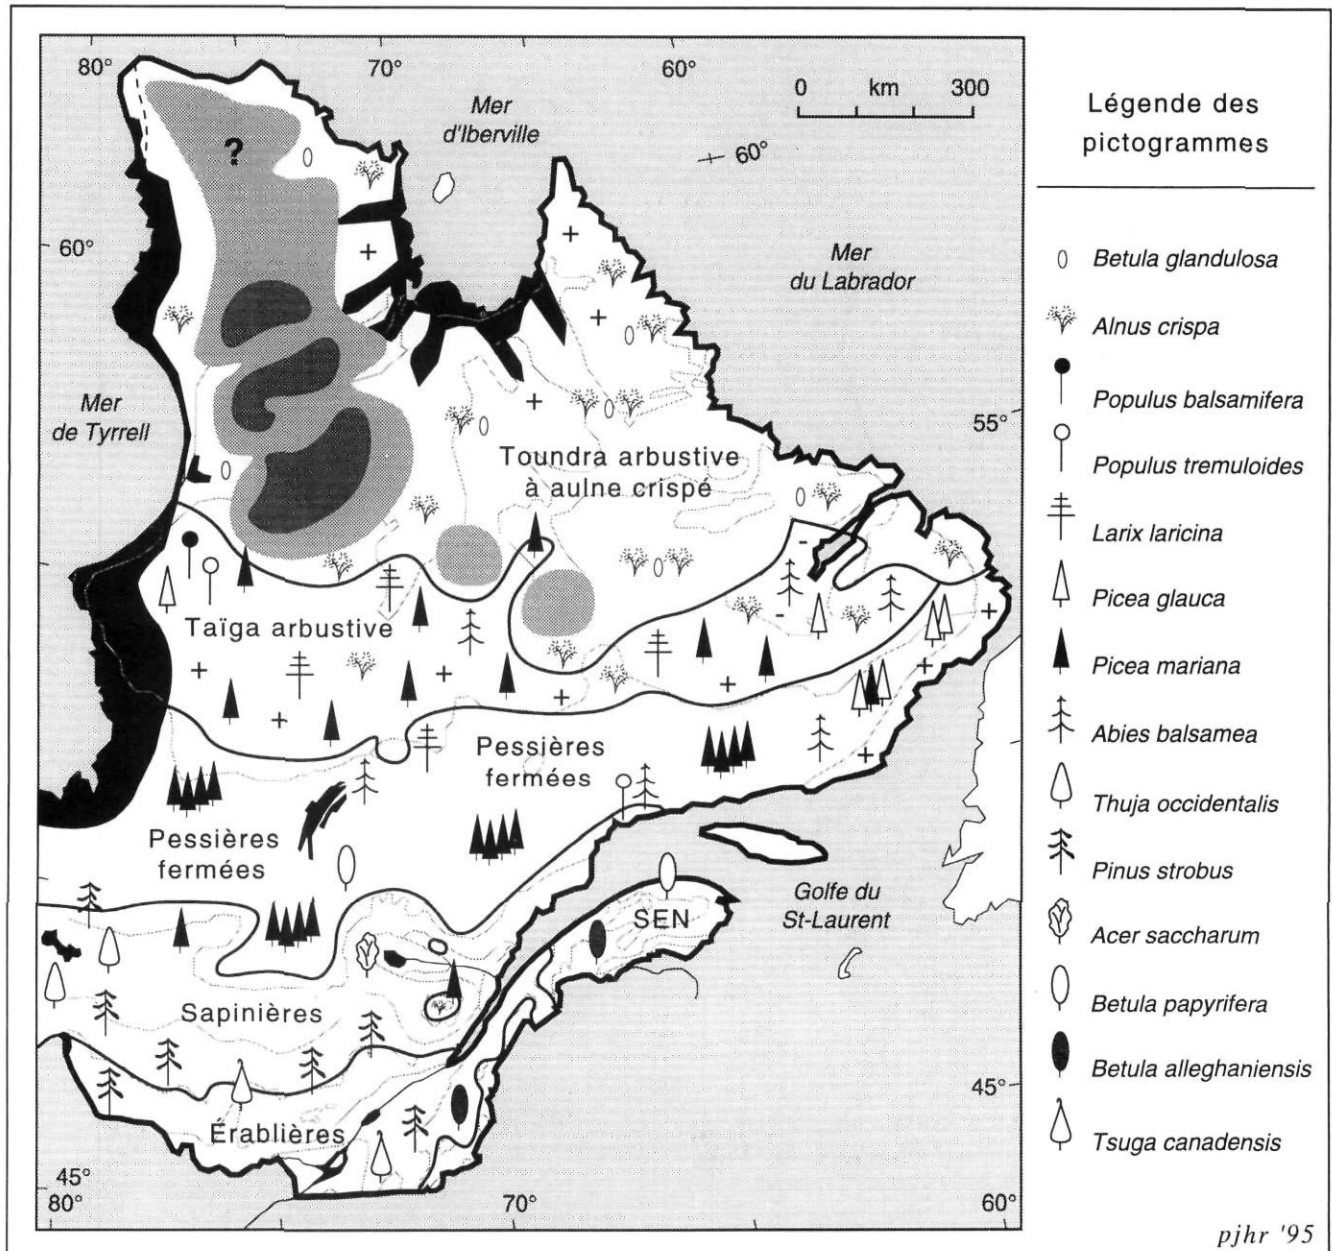 80°
70°
60°
0 km 300
Mer
d'Iberville
60°
?
60°
Mer
du Labrador
Mer
de Tyrrell
55°
Toundra arbustive
à aulne crispé
Taïga arbustive
Pessières
fermées
Pessières
fermées
Golfe du
St-Laurent
SEN
Sapinières
45°
Érablières
45°
80°
70°
60°
Légende des
pictogrammes
Betula glandulosa
Alnus crispa
Populus balsamifera
Populus tremuloides
Larix laricina
Picea glauca
Picea mariana
Abies balsamea
Thuja occidentalis
Pinus strobus
Acer saccharum
Betula papyrifera
Betula alleghaniensis
Tsuga canadensis
pjhr '95